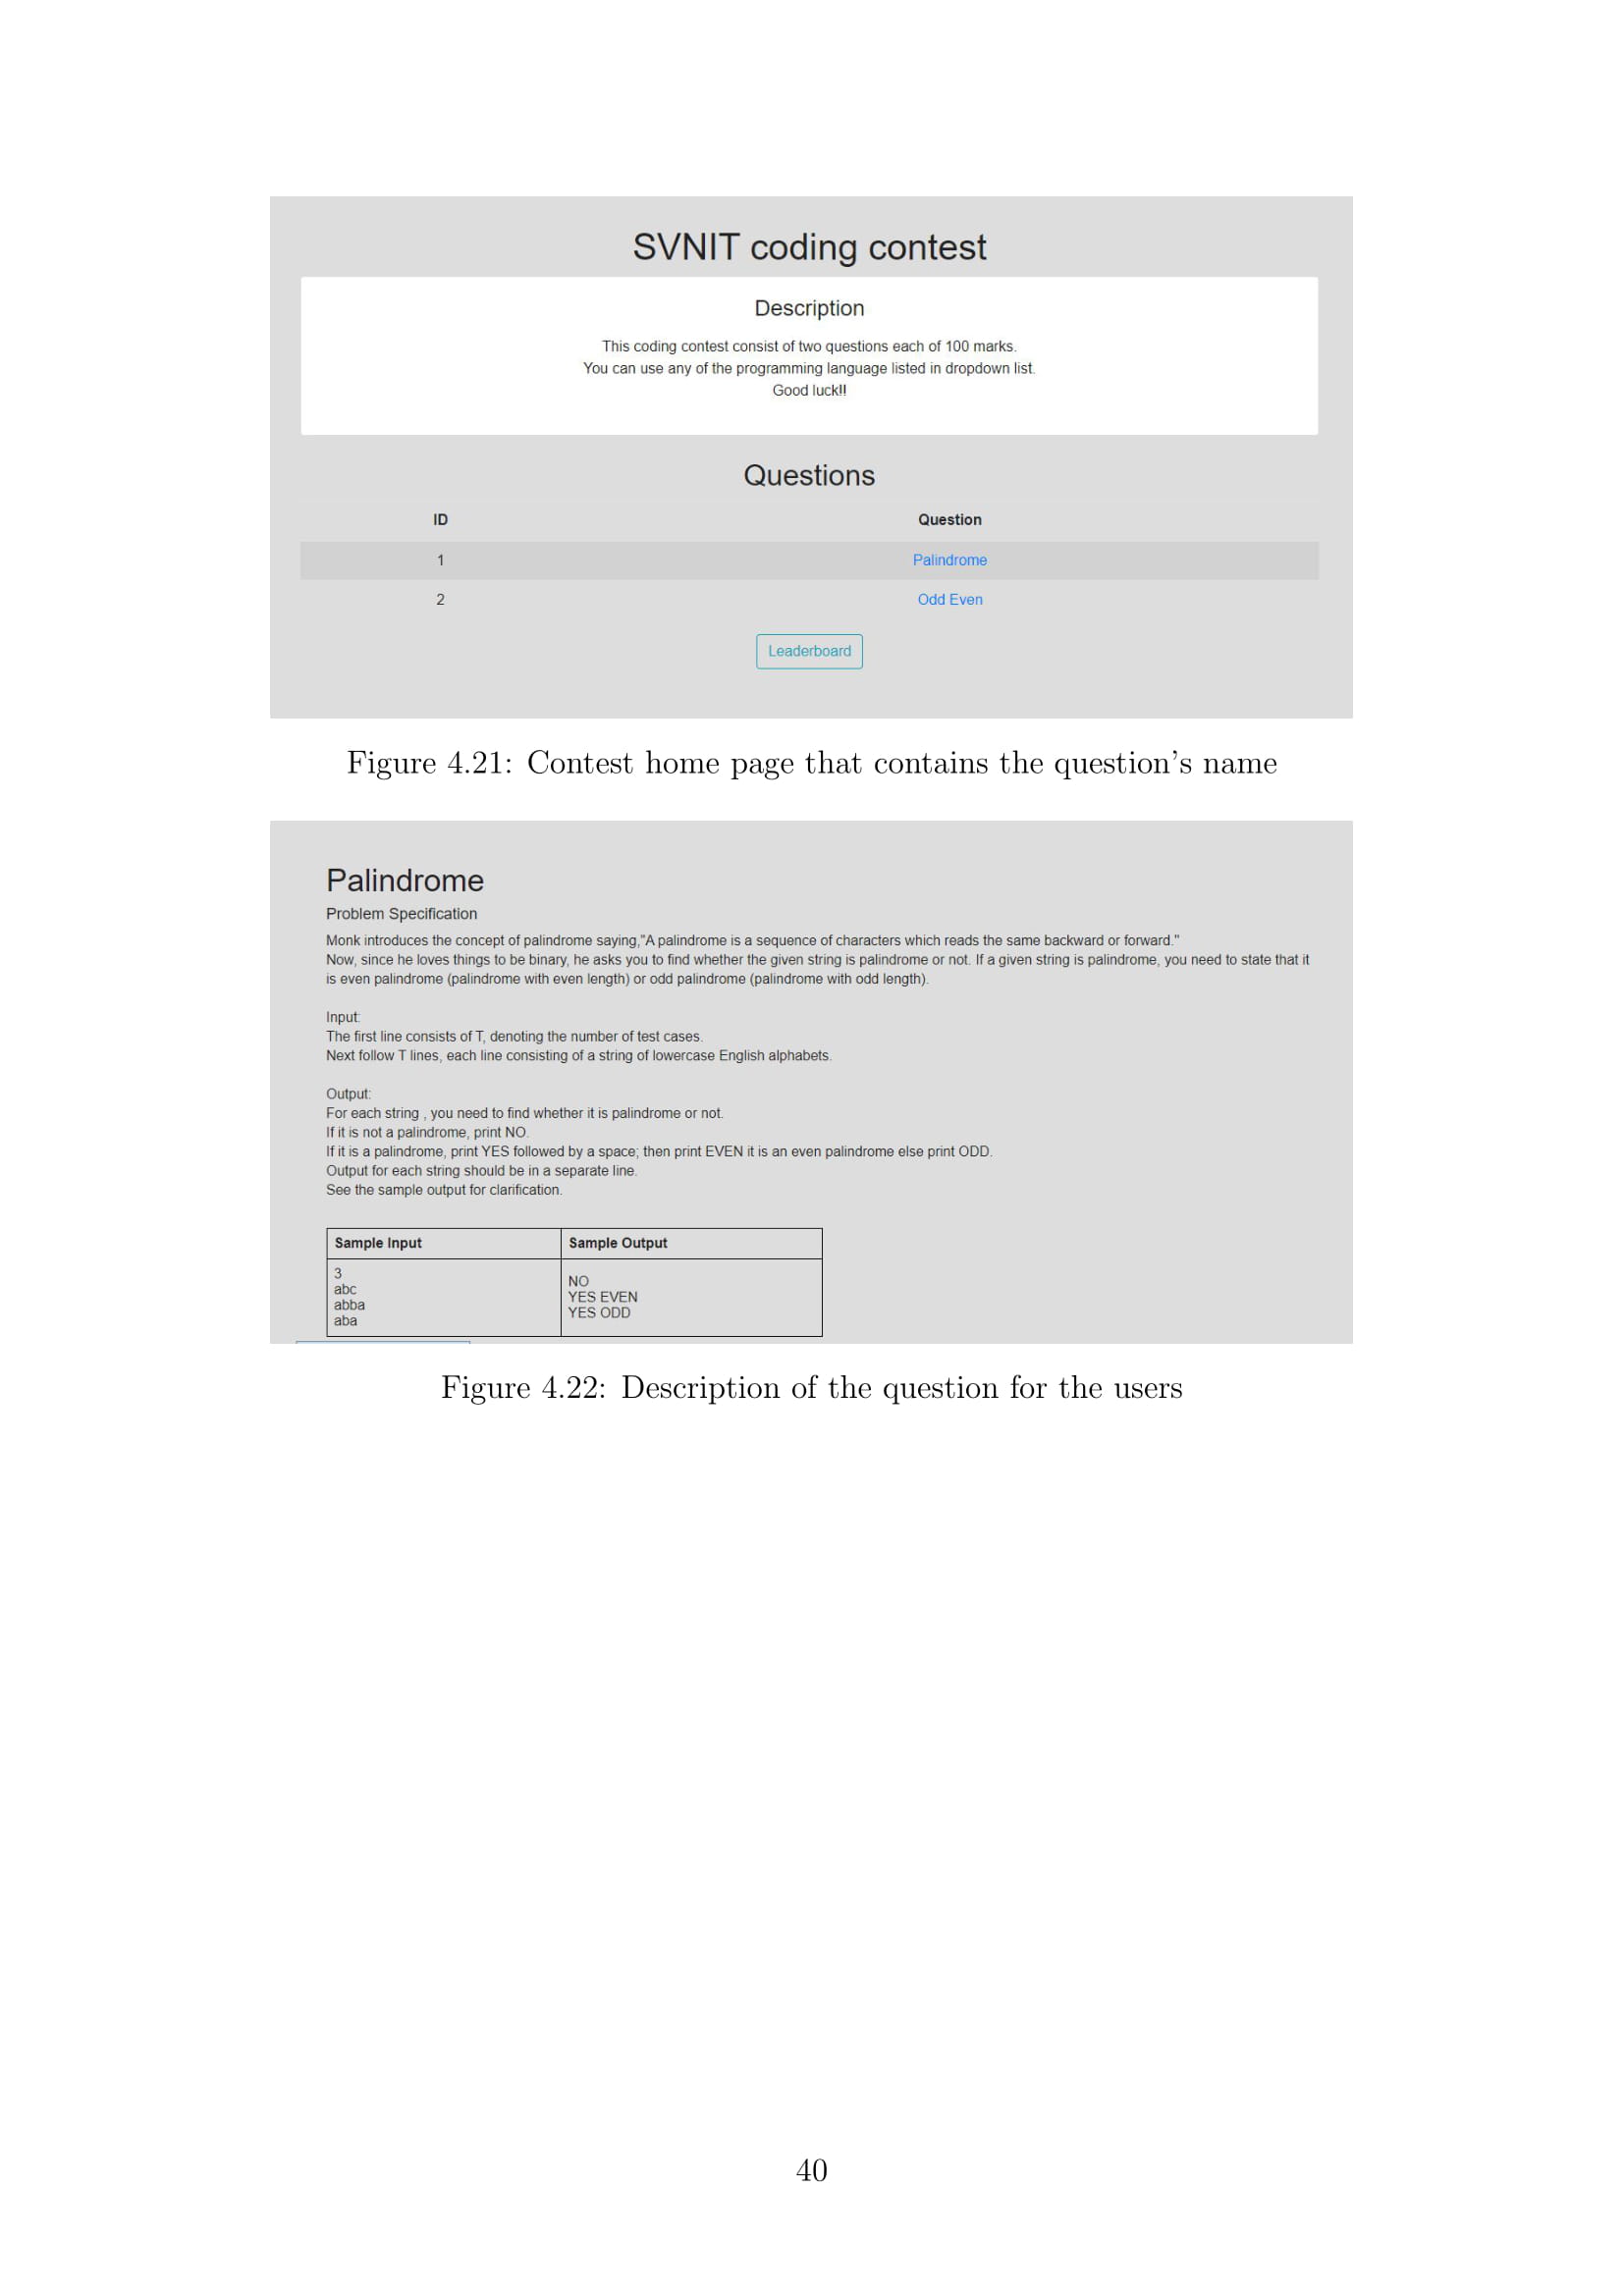 SVNIT coding contest
Description
This coding contest consist of two questions each of 100 marks.
You can use any of the programming language listed in dropdown list.
Good luck!!
Questions
ID Question
1 Palindrome
2 Odd Even
Leaderboard
Figure 4.21: Contest home page that contains the question's name
Palindrome
Problem Specification
Monk introduces the concept of palindrome saying,"A palindrome is a sequence of characters which reads the same backward or forward."
Now, since he loves things to be binary, he asks you to find whether the given string is palindrome or not. If a given string is palindrome, you need to state that it
is even palindrome (palindrome with even length) or odd palindrome (palindrome with odd length).
Input:
The first line consists of T, denoting the number of test cases.
Next follow T lines, each line consisting of a string of lowercase English alphabets.
Output:
For each string , you need to find whether it is palindrome or not.
If it is not a palindrome, print NO.
If it is a palindrome, print YES followed by a space; then print EVEN it is an even palindrome else print ODD.
Output for each string should be in a separate line.
See the sample output for clarification.
Sample Input Sample Output
3
abc
abba
aba
NO
YES EVEN
YES ODD
Figure 4.22: Description of the question for the users
40